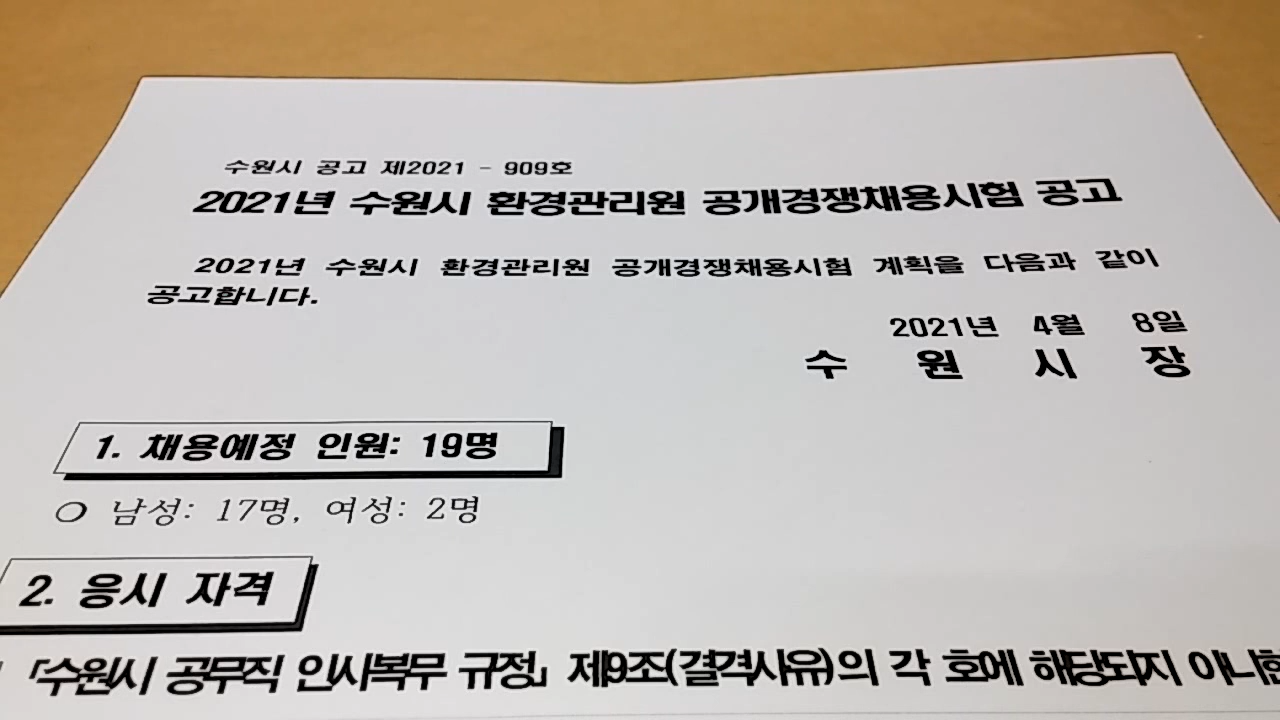 수원시 공고 제2021 - 909호
2021년 수원시 환경관리원 공개경쟁채용시험 공고
2021년 수원시 환경관리원 공개경쟁채용시험 계획을 다음과 같이
공고합니다.
2021년 4월 8일
수 원 시 장
1. 채용예정 인원: 19명
○ 남성: 17명, 여성: 2명
2. 응시 자격
「수원시 공무직 인사복무 규정」 제9조(결격사유)의 각 호에 해당되지 아니한